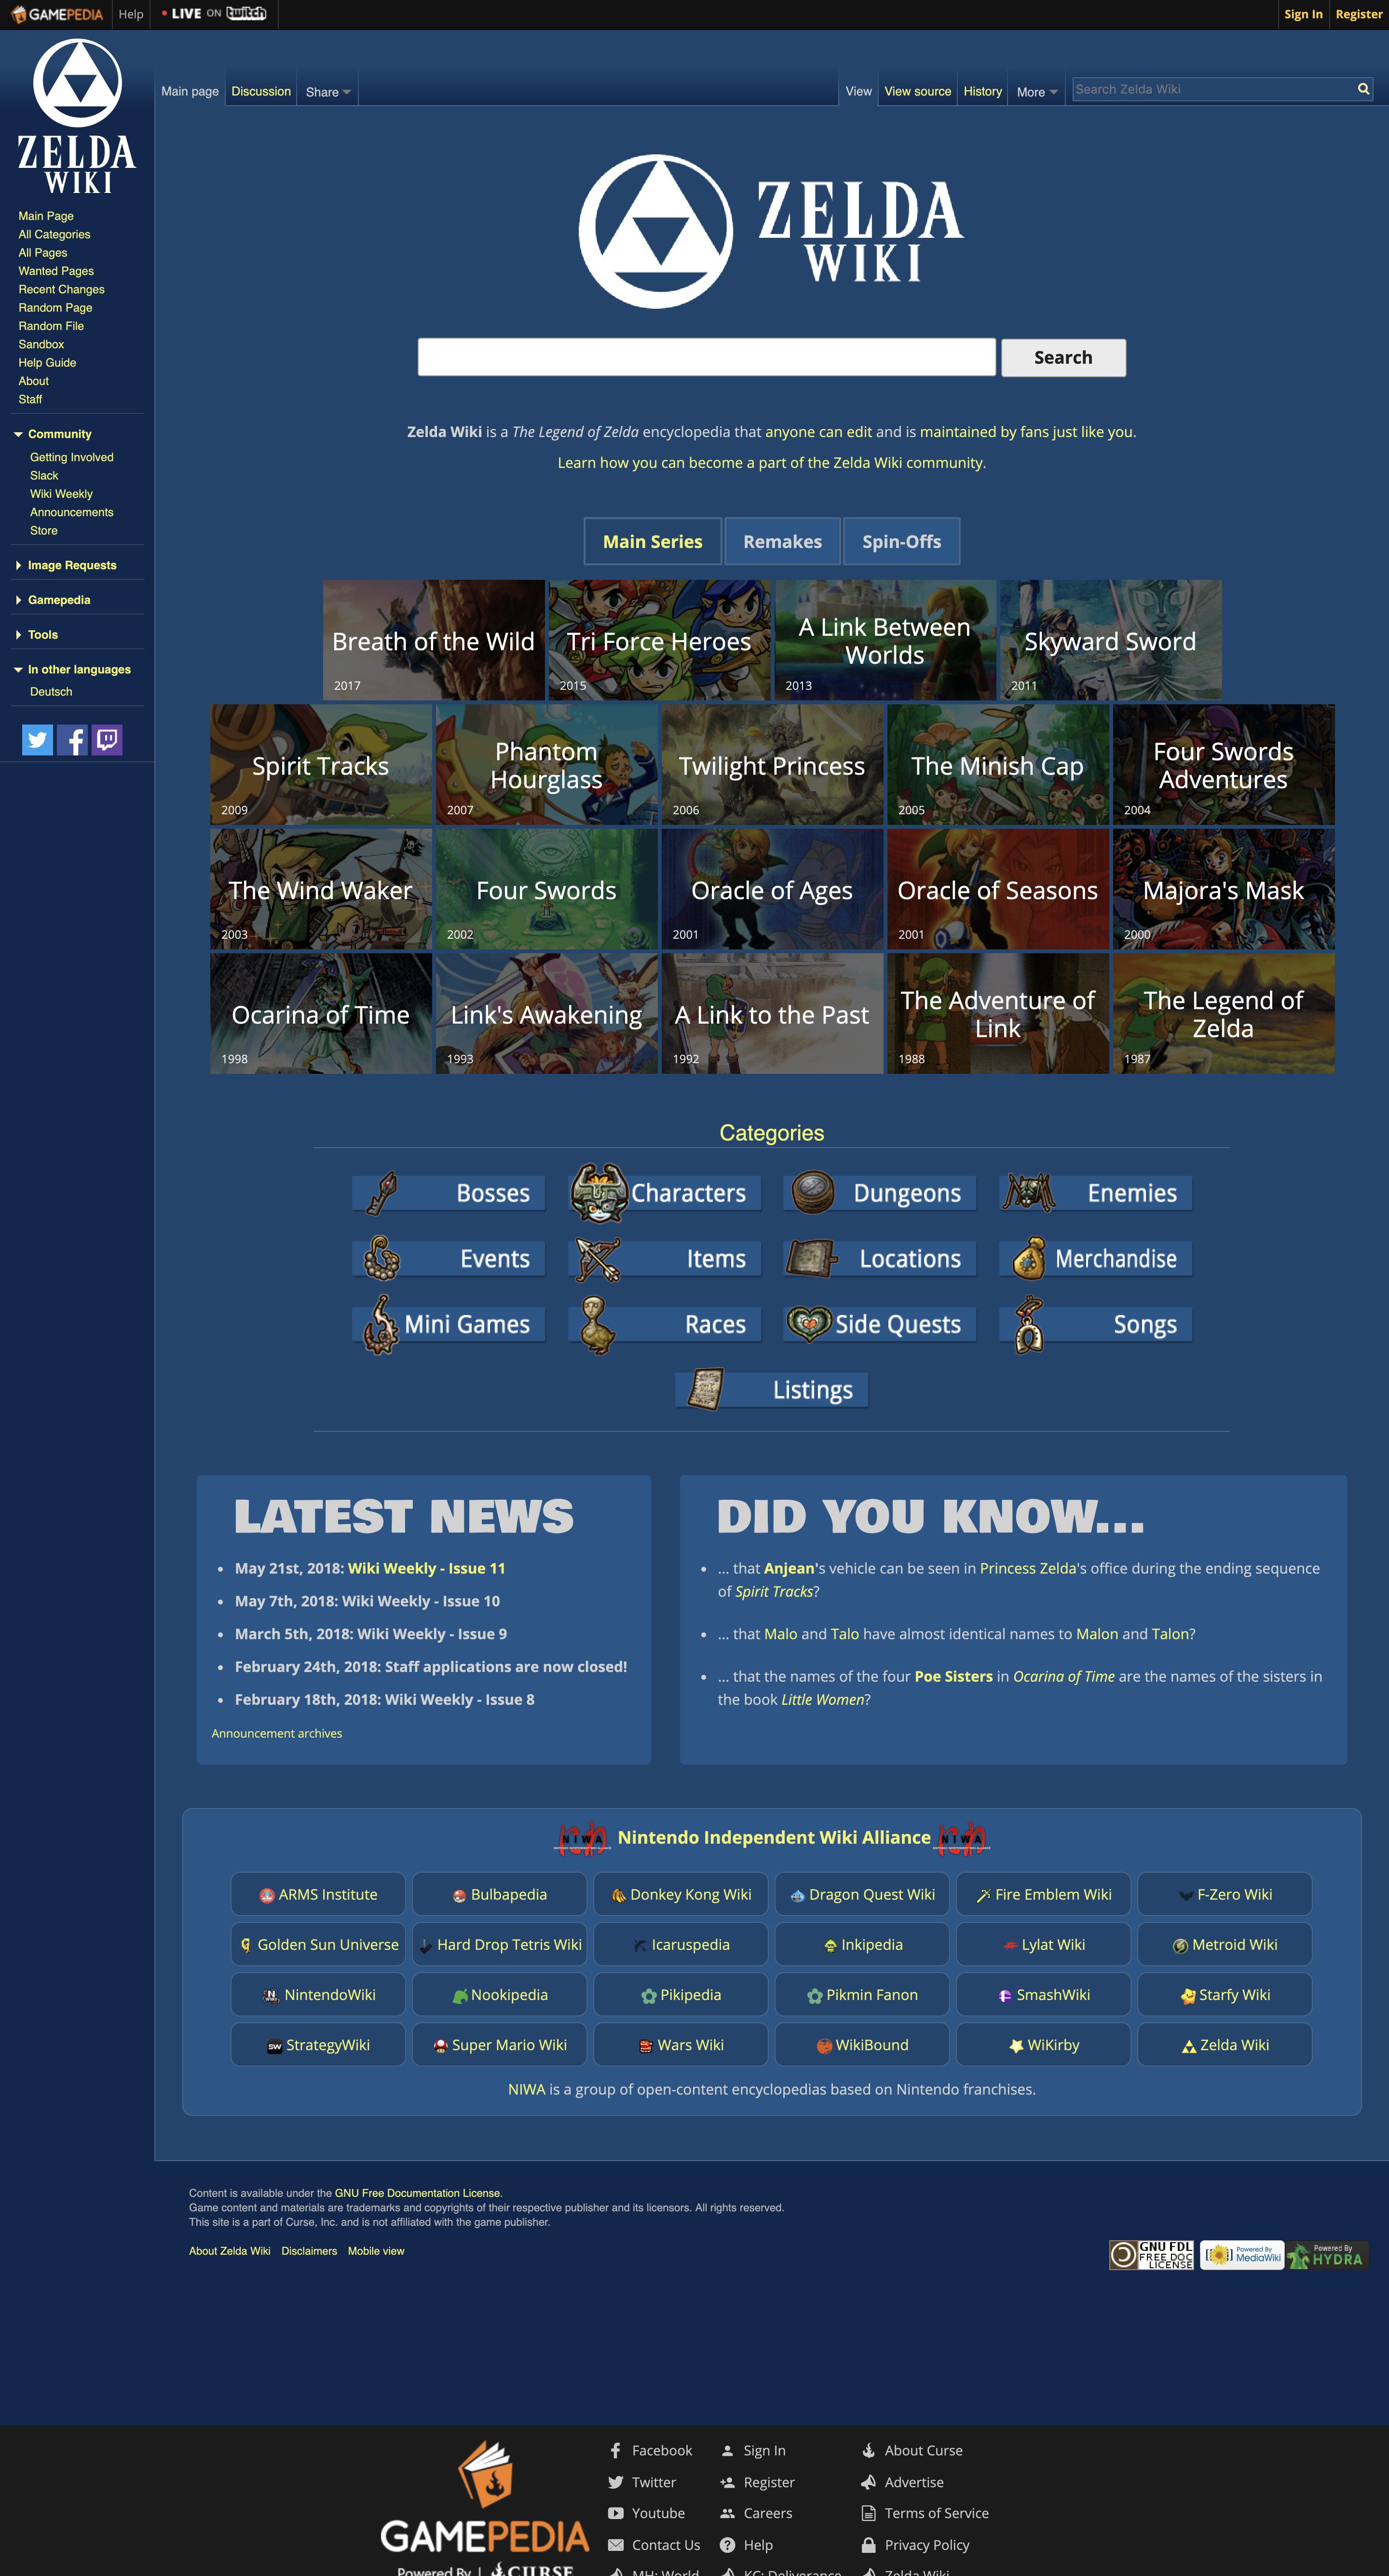 GAMEPEDIA Help LIVE ON twitch Sign In Register
ZELDA
WIKI
Main page Discussion Share View View source History More Search Zelda Wiki
Main Page
All Categories
All Pages
Wanted Pages
Recent Changes
Random Page
Random File
Sandbox
Help Guide
About
Staff
Community
Getting Involved
Slack
Wiki Weekly
Announcements
Store
Image Requests
Gamepedia
Tools
In other languages
Deutsch
ZELDA
WIKI
Search
Zelda Wiki is a The Legend of Zelda encyclopedia that anyone can edit and is maintained by fans just like you.
Learn how you can become a part of the Zelda Wiki community.
Main Series Remakes Spin-Offs
Breath of the Wild
2017
Tri Force Heroes
2015
A Link Between
Worlds
2013
Skyward Sword
2011
Spirit Tracks
2009
Phantom
Hourglass
2007
Twilight Princess
2006
The Minish Cap
2005
Four Swords
Adventures
2004
The Wind Waker
2003
Four Swords
2002
Oracle of Ages
2001
Oracle of Seasons
2001
Majora's Mask
2000
Ocarina of Time
1998
Link's Awakening
1993
A Link to the Past
1992
The Adventure of
Link
1988
The Legend of
Zelda
1987
Categories
Bosses Characters Dungeons Enemies
Events Items Locations Merchandise
Mini Games Races Side Quests Songs
Listings
LATEST NEWS
May 21st, 2018: Wiki Weekly - Issue 11
May 7th, 2018: Wiki Weekly - Issue 10
March 5th, 2018: Wiki Weekly - Issue 9
February 24th, 2018: Staff applications are now closed!
February 18th, 2018: Wiki Weekly - Issue 8
Announcement archives
DID YOU KNOW...
... that Anjean's vehicle can be seen in Princess Zelda's office during the ending sequence
of Spirit Tracks?
... that Malo and Talo have almost identical names to Malon and Talon?
... that the names of the four Poe Sisters in Ocarina of Time are the names of the sisters in
the book Little Women?
NIWA Nintendo Independent Wiki Alliance NIWA
ARMS Institute Bulbapedia Donkey Kong Wiki Dragon Quest Wiki Fire Emblem Wiki F-Zero Wiki
Golden Sun Universe Hard Drop Tetris Wiki Icaruspedia Inkipedia Lylat Wiki Metroid Wiki
NintendoWiki Nookipedia Pikipedia Pikmin Fanon SmashWiki Starfy Wiki
SW StrategyWiki Super Mario Wiki Wars Wiki WikiBound WiKirby Zelda Wiki
NIWA is a group of open-content encyclopedias based on Nintendo franchises.
Content is available under the GNU Free Documentation License.
Game content and materials are trademarks and copyrights of their respective publisher and its licensors. All rights reserved.
This site is a part of Curse, Inc. and is not affiliated with the game publisher.
About Zelda Wiki Disclaimers Mobile view
GNU FDL
FREE DOC
LICENSE
Powered By
MediaWiki
Powered By
HYDRA
GAMEPEDIA
Powered By | CURSE
Facebook Sign In About Curse
Twitter Register Advertise
Youtube Careers Terms of Service
Contact Us Help Privacy Policy
MH: World KC: Deliverance Zelda Wiki